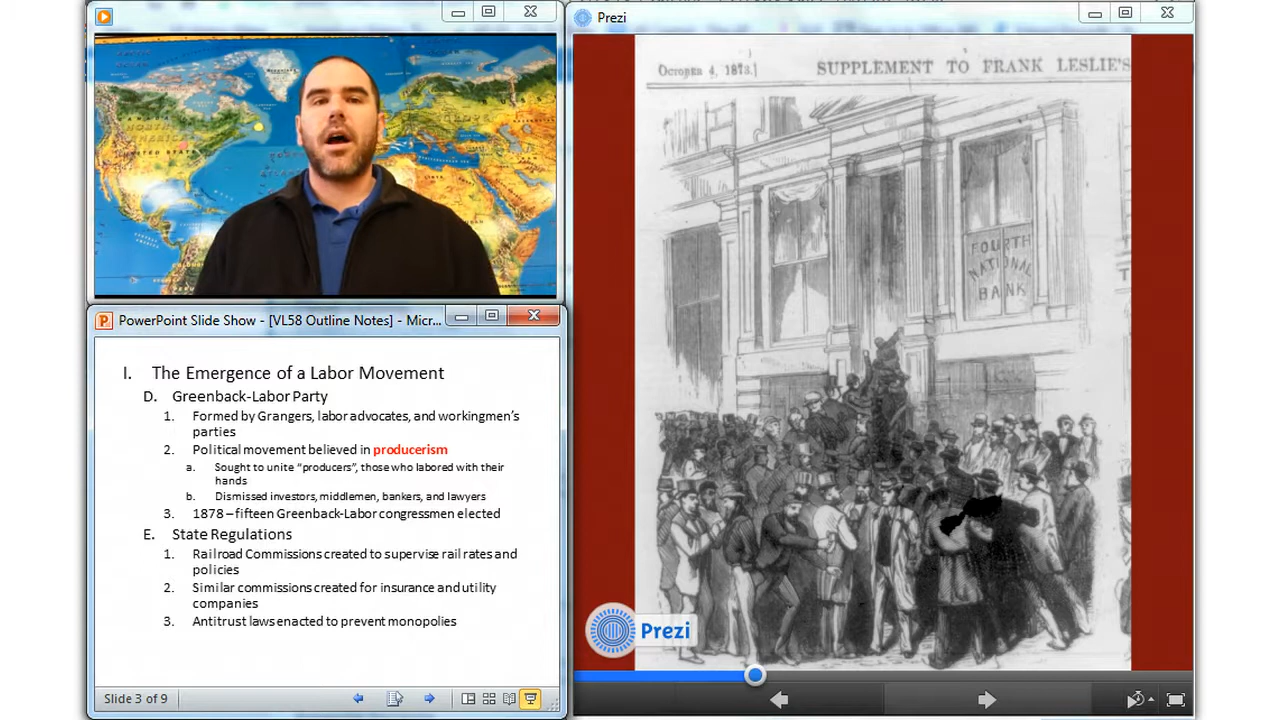 Prezi
October 4, 1873.]
SUPPLEMENT TO FRANK LESLIE'S
FOURTH
NATIONAL
BANK
Prezi
PowerPoint Slide Show - [VL58 Outline Notes] - Micr...
I. The Emergence of a Labor Movement
D. Greenback-Labor Party
1. Formed by Grangers, labor advocates, and workingmen's
parties
2. Political movement believed in producerism
a. Sought to unite "producers", those who labored with their
hands
b. Dismissed investors, middlemen, bankers, and lawyers
3. 1878 – fifteen Greenback-Labor congressmen elected
E. State Regulations
1. Railroad Commissions created to supervise rail rates and
policies
2. Similar commissions created for insurance and utility
companies
3. Antitrust laws enacted to prevent monopolies
Slide 3 of 9